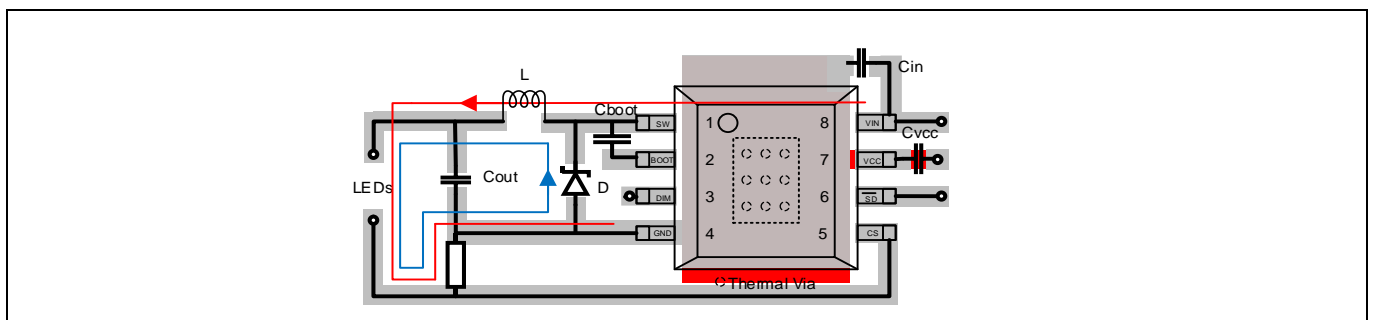 Cin
L
Cboot
SW
1
8
VIN
Cvcc
BOOT
2
7
VCC
LEDs
Cout
D
DIM
3
6
SD
GND
4
5
CS
Thermal Via